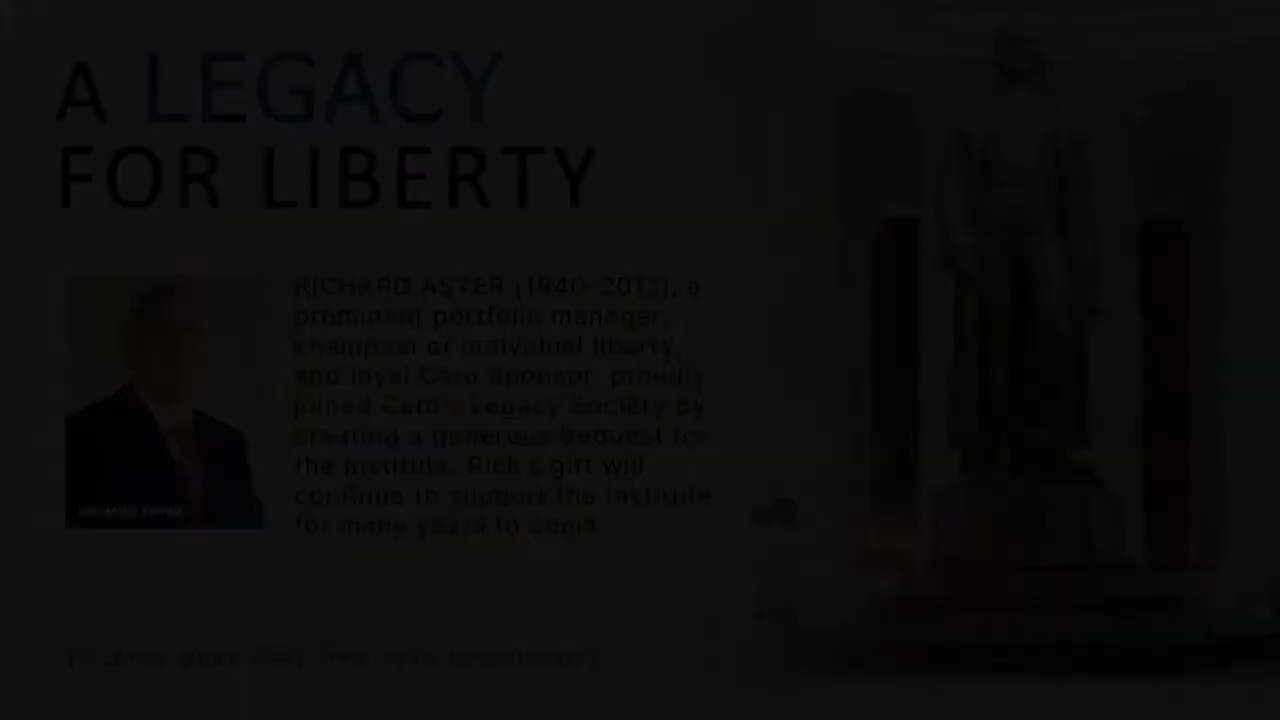 A LEGACY
FOR LIBERTY
RICHARD ASTER (1940–2012), a
prominent portfolio manager,
champion of individual liberty,
and loyal Cato Sponsor, proudly
joined Cato's Legacy Society by
creating a generous bequest for
the Institute. Rick's gift will
continue to support the Institute
for many years to come.